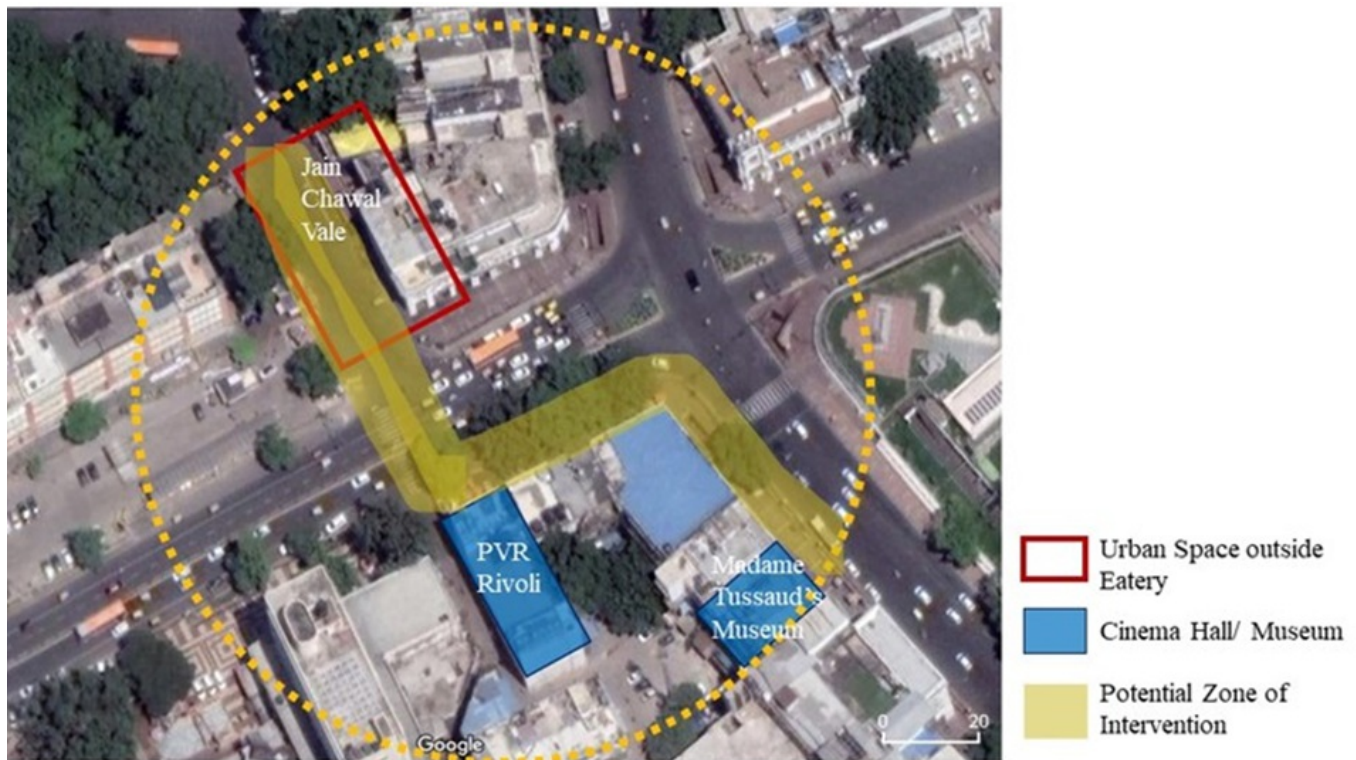 Jain
Chawal
Vale
PVR
Rivoli
Madame
Tussaud's
Museum
0 20
Google
Urban Space outside
Eatery
Cinema Hall/ Museum
Potential Zone of
Intervention